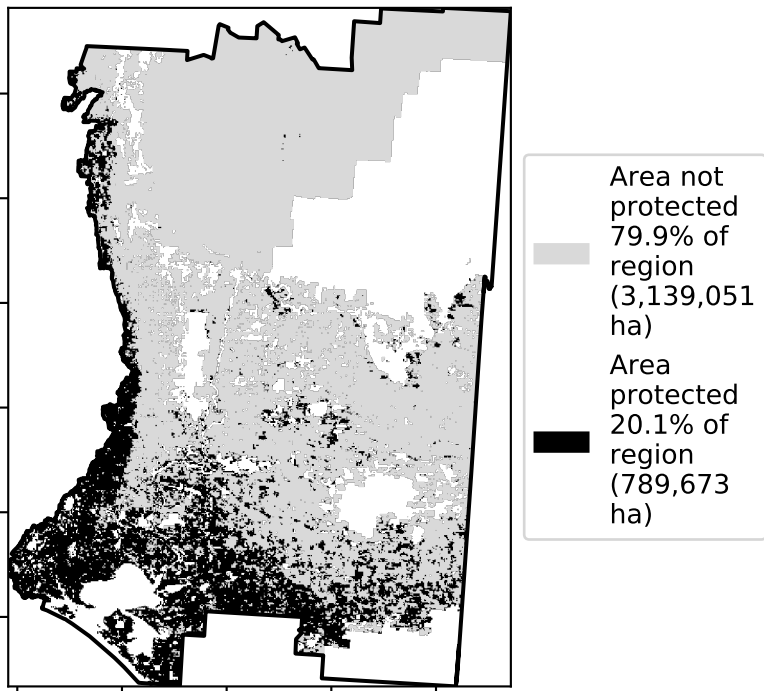 Area not
protected
79.9% of
region
(3,139,051
ha)
Area
protected
20.1% of
region
(789,673
ha)